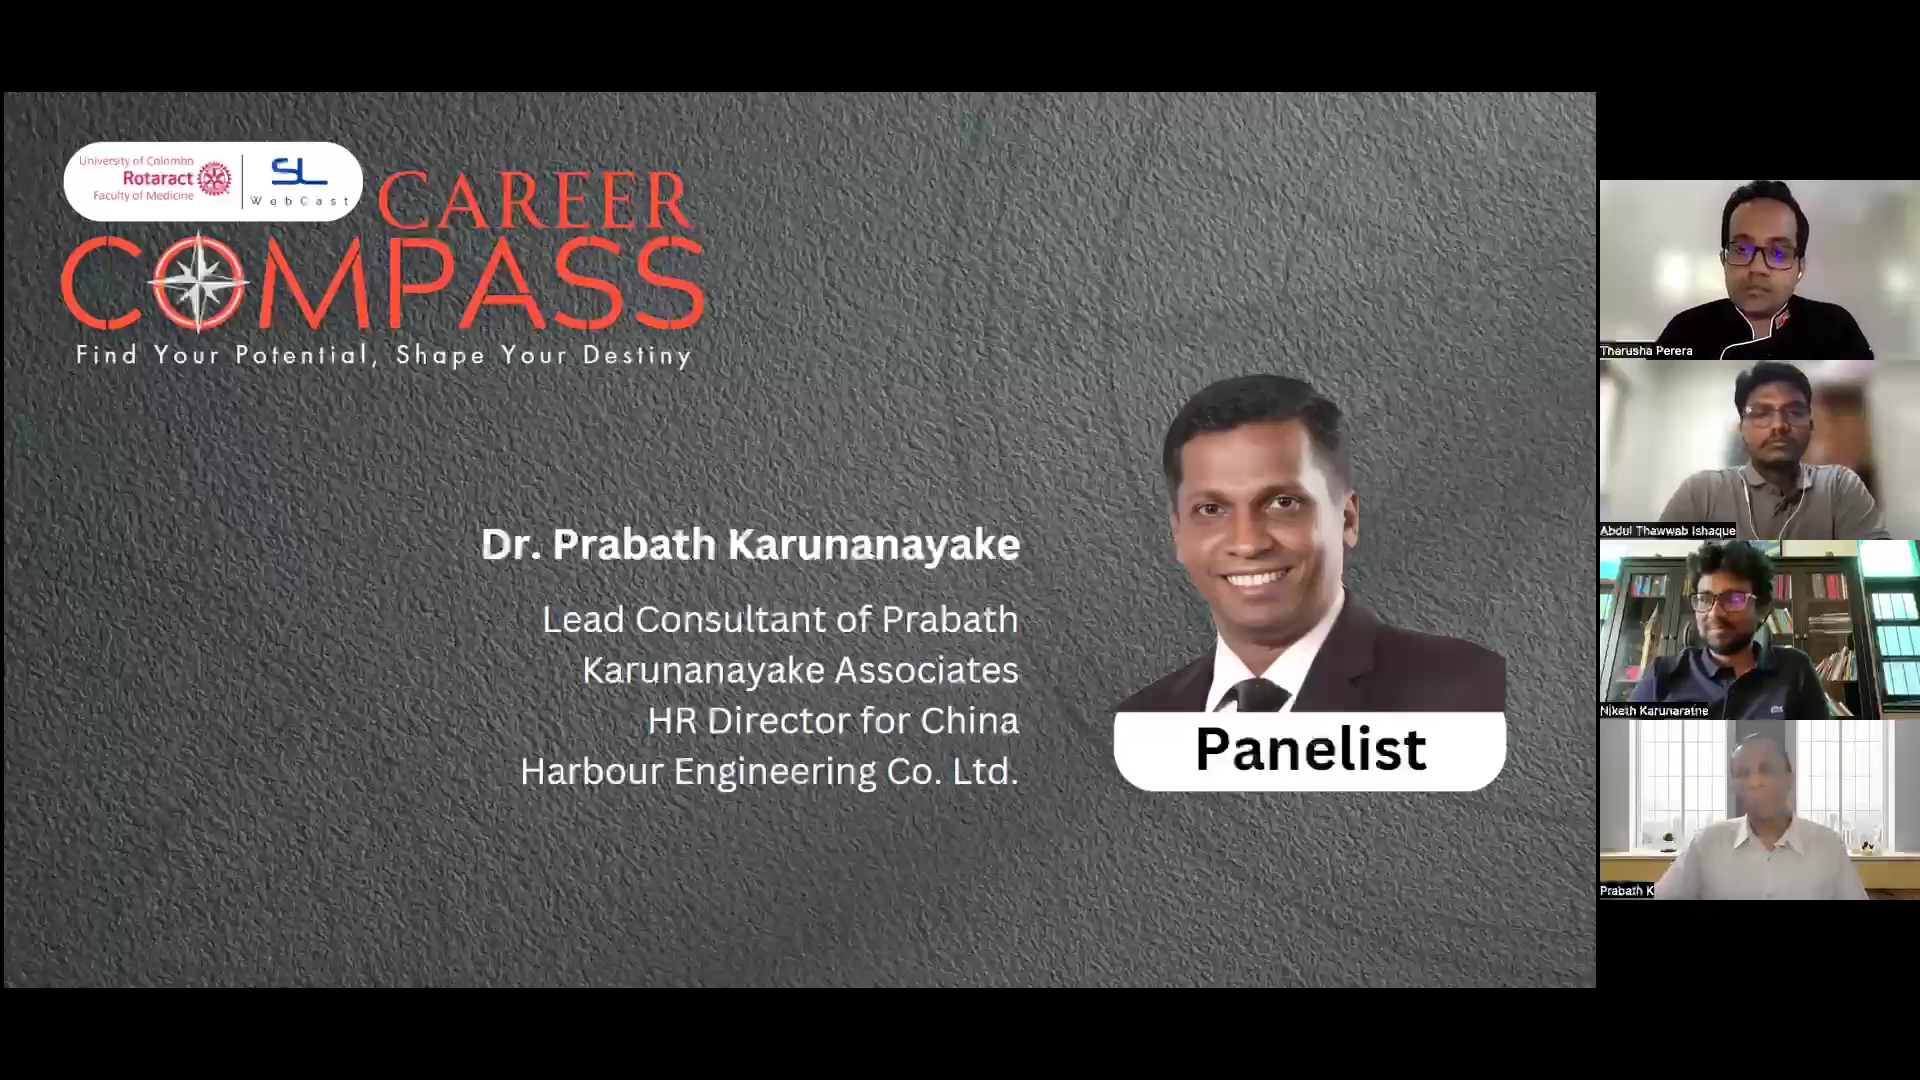 University of Colombo
Rotaract
Faculty of Medicine
SL
WebCast
CAREER
COMPASS
Find Your Potential, Shape Your Destiny
Dr. Prabath Karunanayake
Lead Consultant of Prabath
Karunanayake Associates
HR Director for China
Harbour Engineering Co. Ltd.
Panelist
Tharusha Perera
Abdul Thawwab Ishaque
Niketh Karunaratne
Prabath K